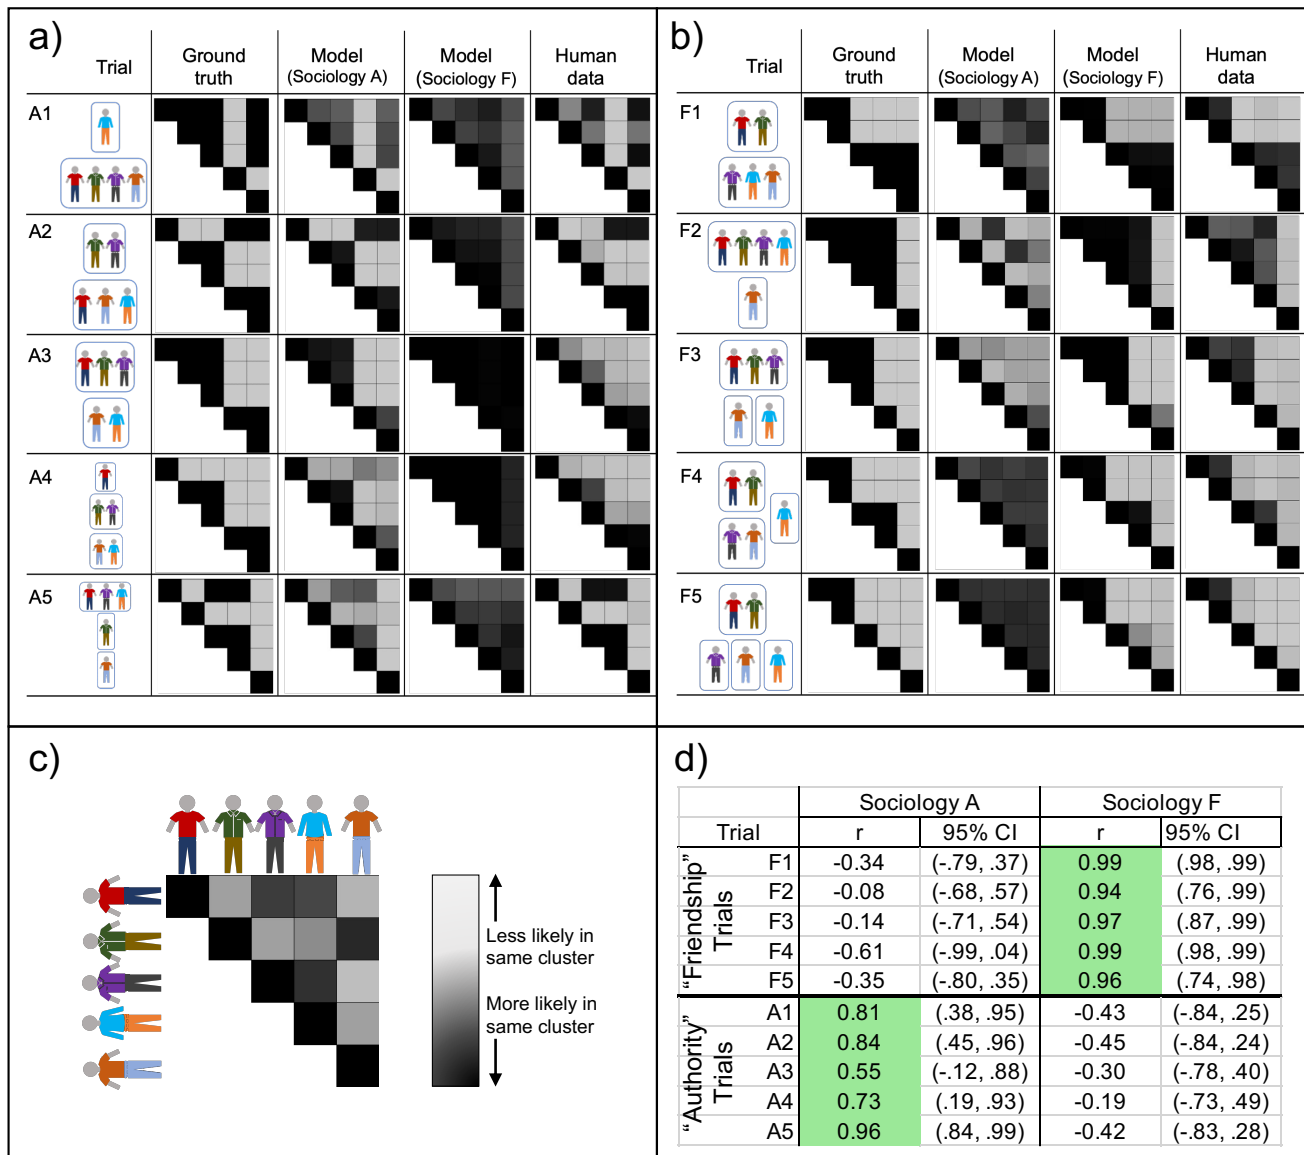 a)
Trial
Ground truth
Model (Sociology A)
Model (Sociology F)
Human data
A1
A2
A3
A4
A5
b)
Trial
Ground truth
Model (Sociology A)
Model (Sociology F)
Human data
F1
F2
F3
F4
F5
c)
Less likely in
same cluster
More likely in
same cluster
d)
Sociology A Sociology F
Trial r 95% CI r 95% CI
“Friendship”
Trials
F1 -0.34 (-.79, .37) 0.99 (.98, .99)
F2 -0.08 (-.68, .57) 0.94 (.76, .99)
F3 -0.14 (-.71, .54) 0.97 (.87, .99)
F4 -0.61 (-.99, .04) 0.99 (.98, .99)
F5 -0.35 (-.80, .35) 0.96 (.74, .98)
“Authority”
Trials
A1 0.81 (.38, .95) -0.43 (-.84, .25)
A2 0.84 (.45, .96) -0.45 (-.84, .24)
A3 0.55 (-.12, .88) -0.30 (-.78, .40)
A4 0.73 (.19, .93) -0.19 (-.73, .49)
A5 0.96 (.84, .99) -0.42 (-.83, .28)